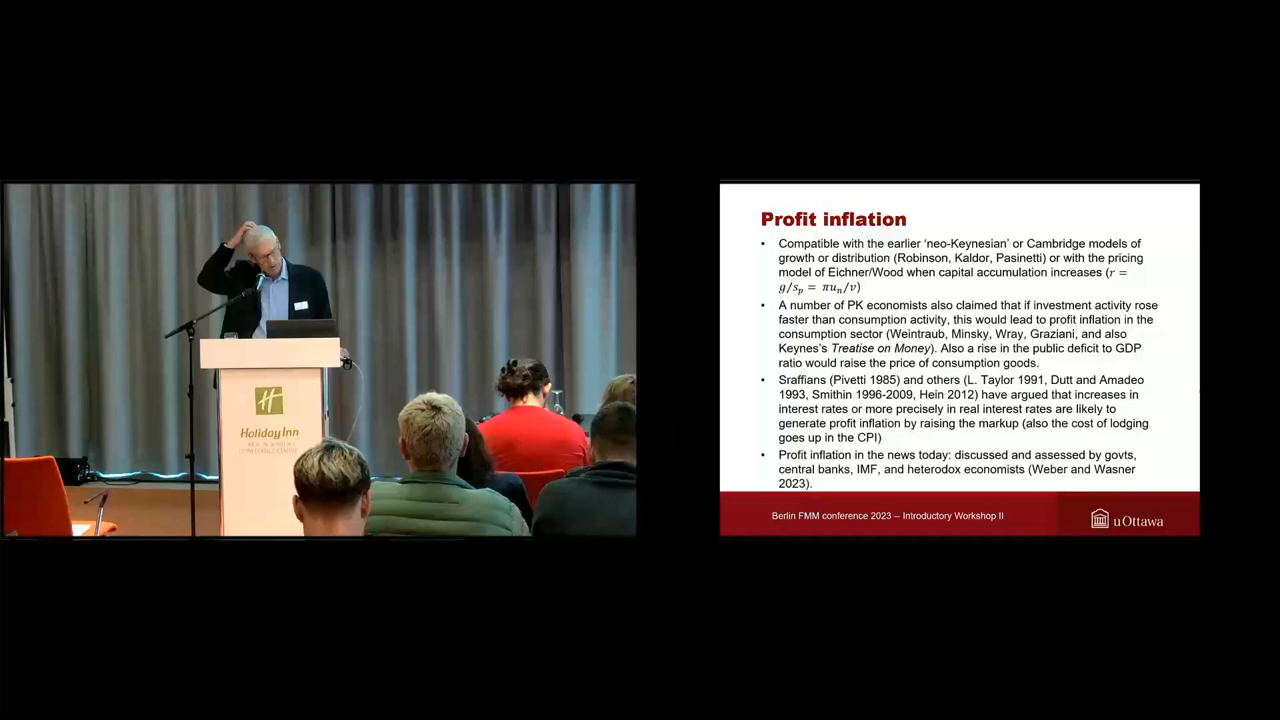 Profit inflation
• Compatible with the earlier ‘neo-Keynesian’ or Cambridge models of
growth or distribution (Robinson, Kaldor, Pasinetti) or with the pricing
model of Eichner/Wood when capital accumulation increases (r =
g/sₚ = πuₙ/v)
• A number of PK economists also claimed that if investment activity rose
faster than consumption activity, this would lead to profit inflation in the
consumption sector (Weintraub, Minsky, Wray, Graziani, and also
Keynes's Treatise on Money). Also a rise in the public deficit to GDP
ratio would raise the price of consumption goods.
• Sraffians (Pivetti 1985) and others (L. Taylor 1991, Dutt and Amadeo
1993, Smithin 1996-2009, Hein 2012) have argued that increases in
interest rates or more precisely in real interest rates are likely to
generate profit inflation by raising the markup (also the cost of lodging
goes up in the CPI)
• Profit inflation in the news today: discussed and assessed by govts,
central banks, IMF, and heterodox economists (Weber and Wasner
2023).
Berlin FMM conference 2023 -- Introductory Workshop II
uOttawa
H
Holiday Inn
CONFERENCE CENTRE